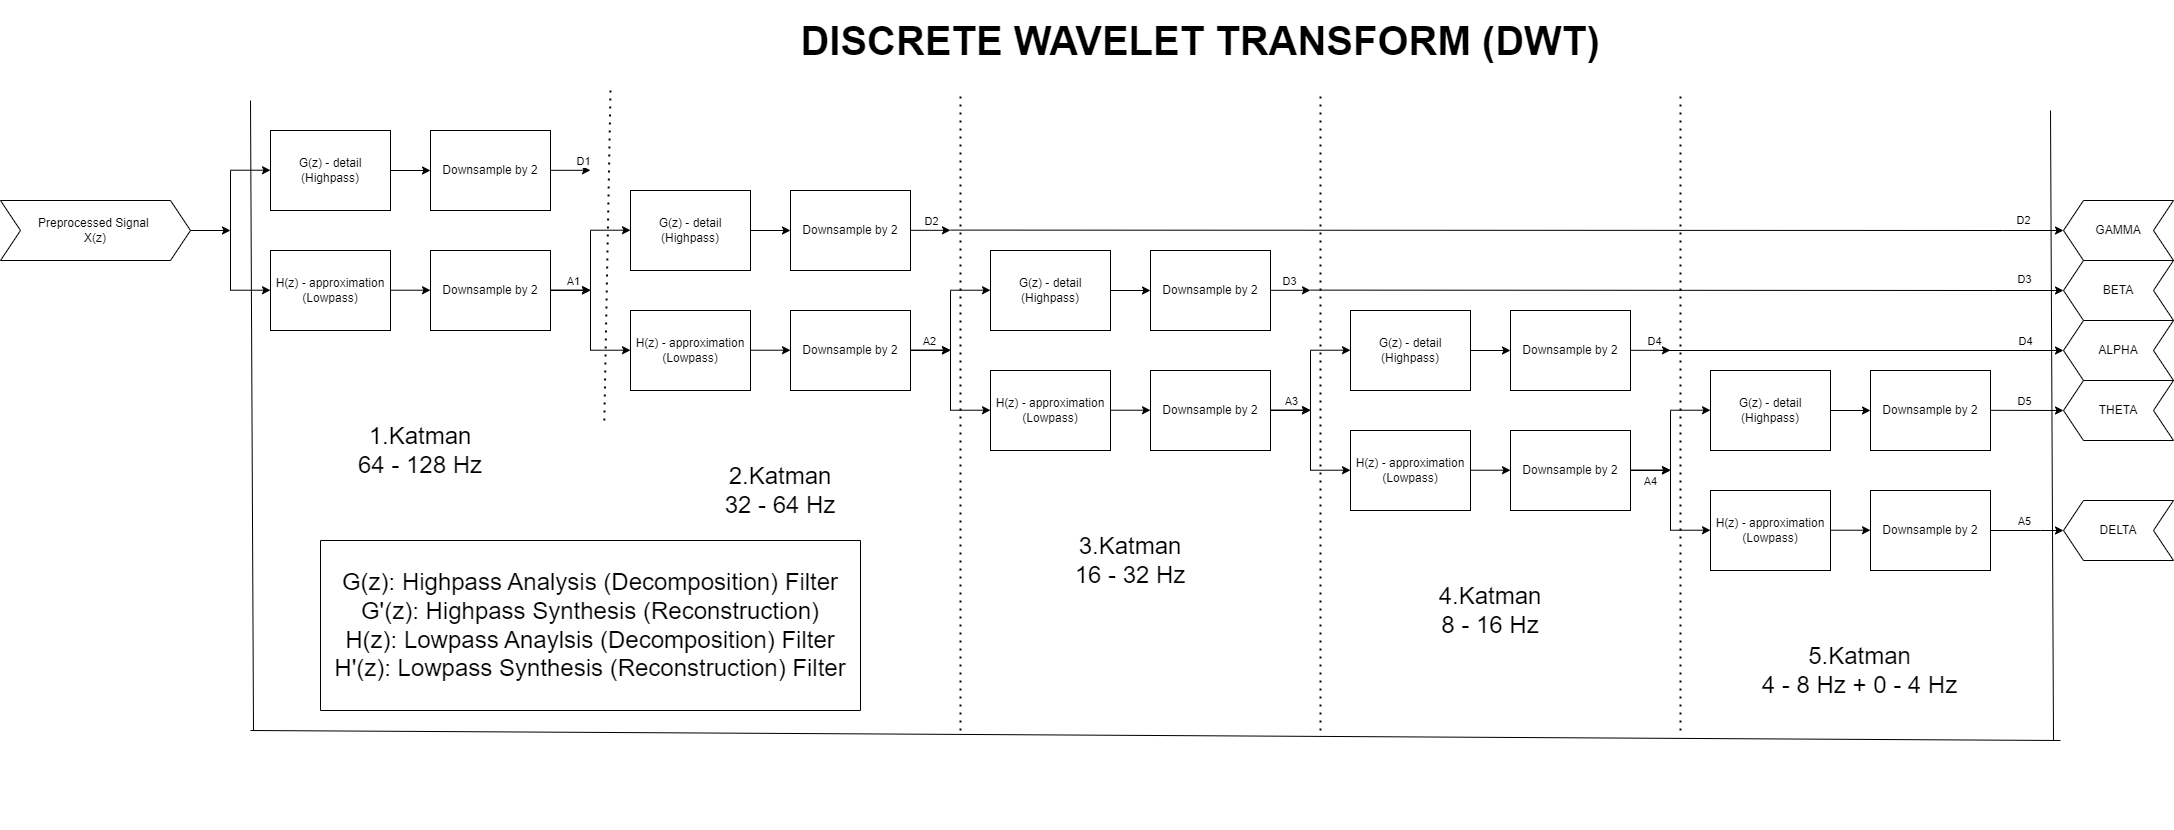 DISCRETE WAVELET TRANSFORM (DWT)
Preprocessed Signal
X(z)
G(z) - detail
(Highpass)
Downsample by 2
D1
H(z) - approximation
(Lowpass)
Downsample by 2
A1
1.Katman
64 - 128 Hz
G(z) - detail
(Highpass)
Downsample by 2
D2
H(z) - approximation
(Lowpass)
Downsample by 2
A2
2.Katman
32 - 64 Hz
G(z) - detail
(Highpass)
Downsample by 2
D3
H(z) - approximation
(Lowpass)
Downsample by 2
A3
3.Katman
16 - 32 Hz
G(z) - detail
(Highpass)
Downsample by 2
D4
H(z) - approximation
(Lowpass)
Downsample by 2
A4
4.Katman
8 - 16 Hz
G(z) - detail
(Highpass)
Downsample by 2
D5
H(z) - approximation
(Lowpass)
Downsample by 2
A5
5.Katman
4 - 8 Hz + 0 - 4 Hz
D2
GAMMA
D3
BETA
D4
ALPHA
THETA
DELTA
G(z): Highpass Analysis (Decomposition) Filter
G'(z): Highpass Synthesis (Reconstruction)
H(z): Lowpass Anaylsis (Decomposition) Filter
H'(z): Lowpass Synthesis (Reconstruction) Filter